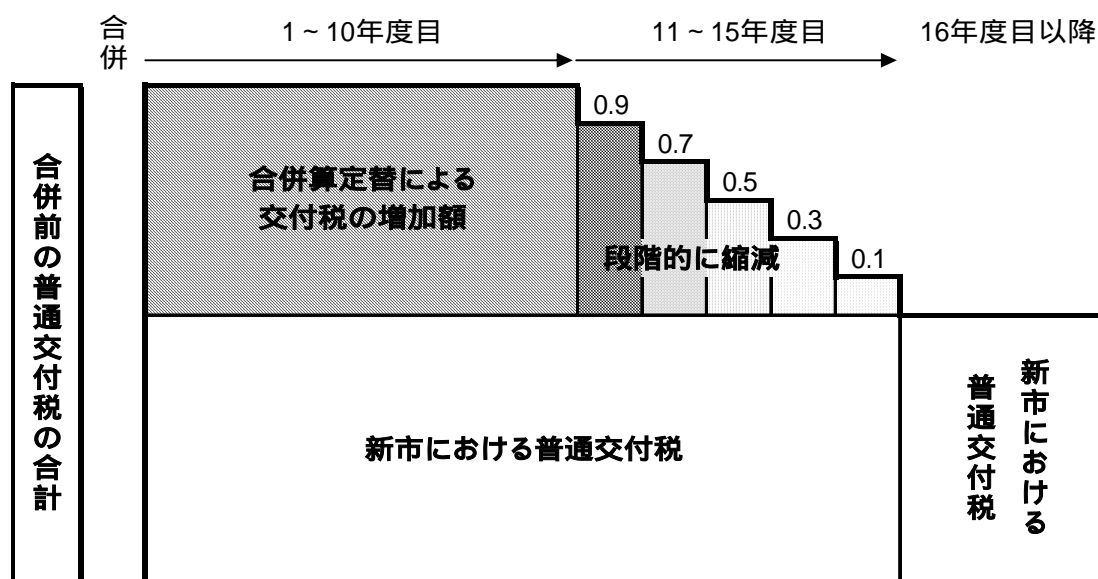 合併
1～10年度目
11～15年度目
16年度目以降
合併前の普通交付税の合計
合併算定替による
交付税の増加額
0.9
0.7
0.5
0.3
0.1
段階的に縮減
新市における普通交付税
新市における
普通交付税